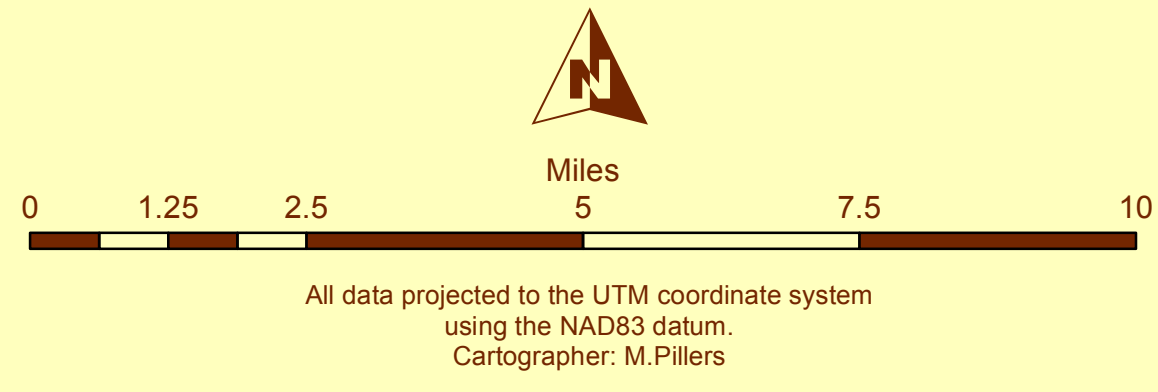 N
Miles
0 1.25 2.5 5 7.5 10
All data projected to the UTM coordinate system
using the NAD83 datum.
Cartographer: M.Pillers